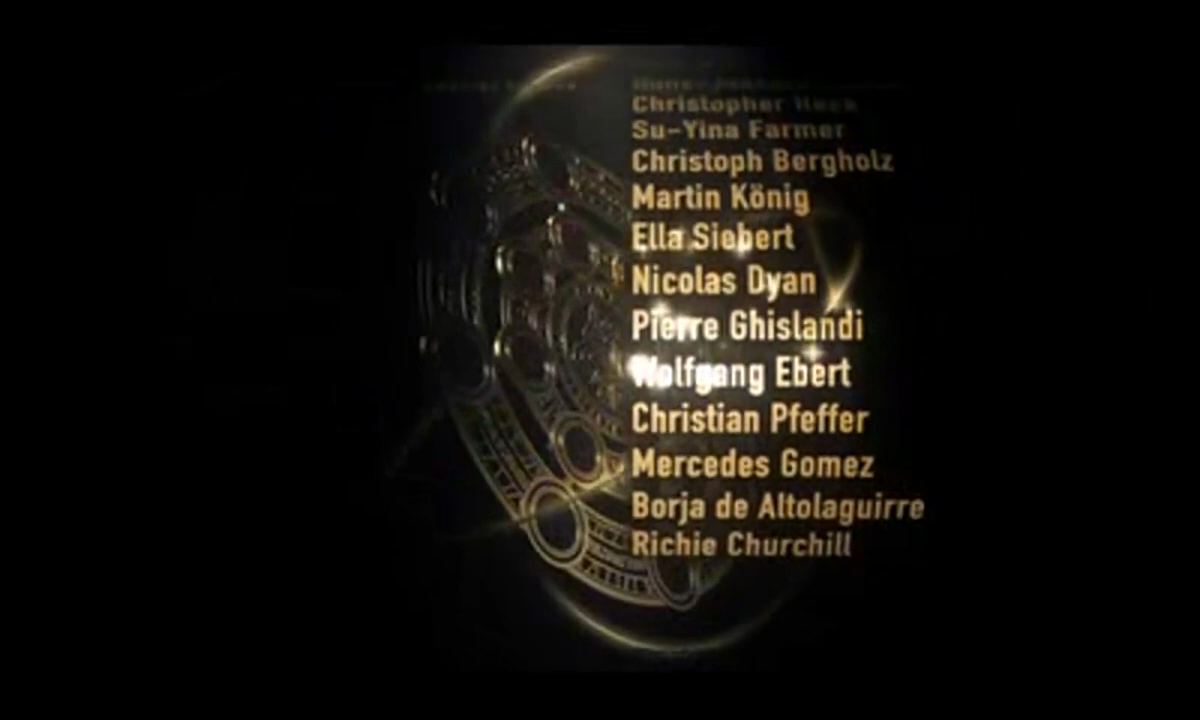 Christopher
Su-Yina Farmer
Christoph Bergholz
Martin König
Ella Siebert
Nicolas Dyan
Pierre Ghislandi
Wolfgang Ebert
Christian Pfeffer
Mercedes Gomez
Borja de Altolaguirre
Richie Churchill